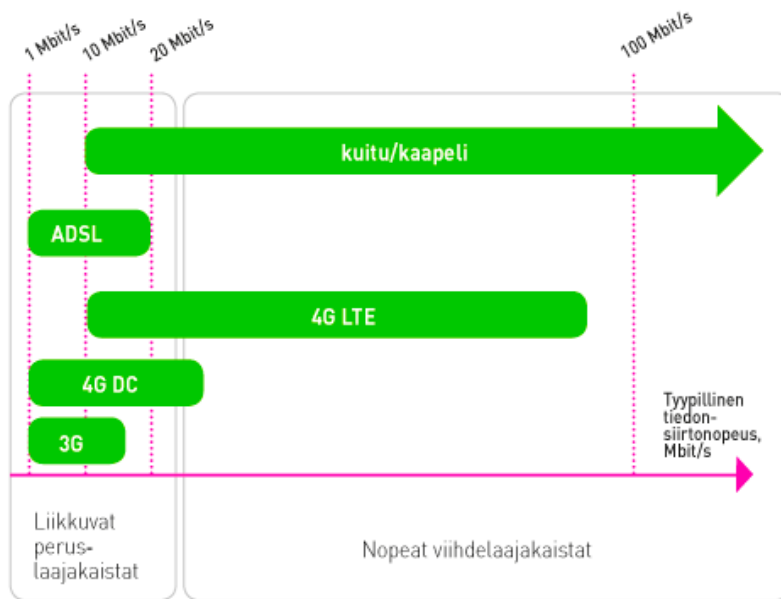 1 Mbit/s
10 Mbit/s
20 Mbit/s
100 Mbit/s
kuitu/kaapeli
ADSL
4G LTE
4G DC
3G
Tyypillinen
tiedon-
siirtonopeus,
Mbit/s
Liikkuvat
perus-
laajakaistat
Nopeat viihdelaajakaistat